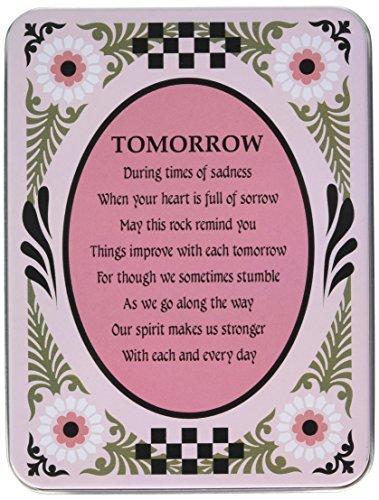 TOMORROW
During times of sadness
When your heart is full of sorrow
May this rock remind you
Things improve with each tomorrow
For though we sometimes stumble
As we go along the way
Our spirit makes us stronger
With each and every day